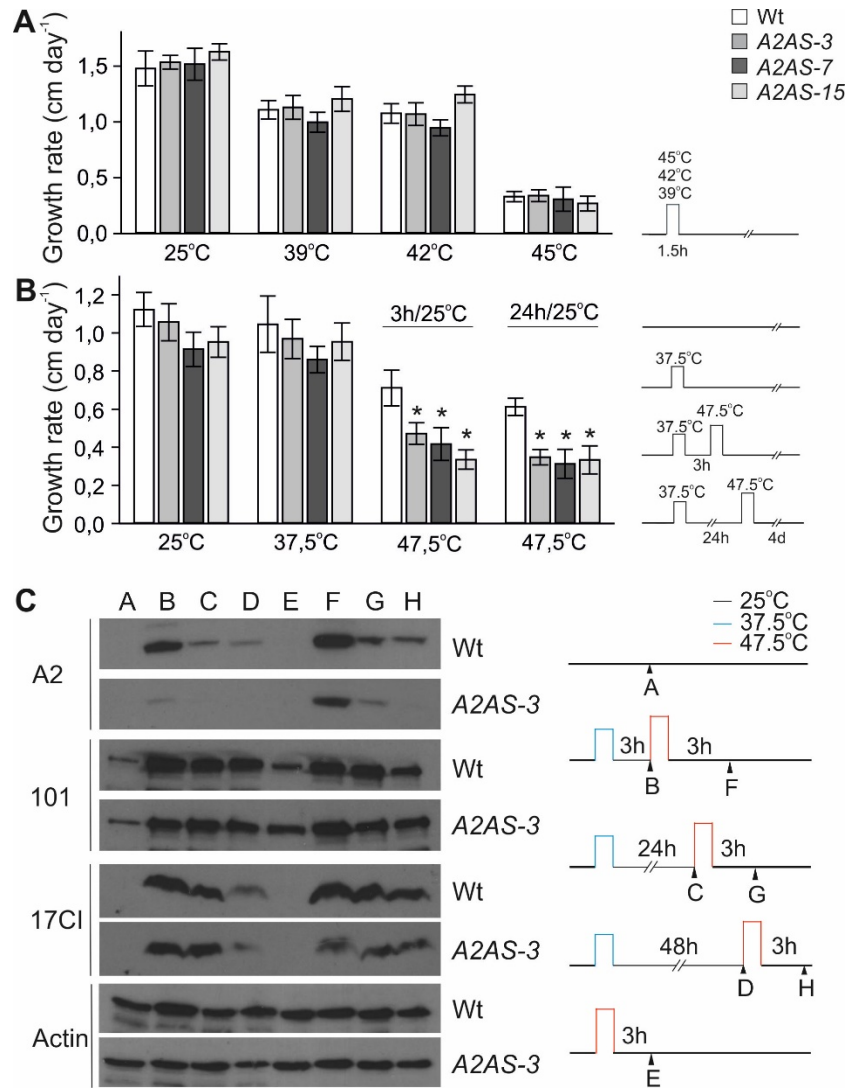 A
Growth rate (cm day⁻¹)
1,5
1,0
0,5
0,0
25°C 39°C 42°C 45°C
Wt
A2AS-3
A2AS-7
A2AS-15
45°C
42°C
39°C
1.5h
B
Growth rate (cm day⁻¹)
1,2
1,0
0,8
0,6
0,4
0,2
0,0
3h/25°C 24h/25°C
* * * * * *
25°C 37,5°C 47,5°C 47,5°C
37.5°C
47.5°C
37.5°C
3h
47.5°C
37.5°C
24h 4d
C
A B C D E F G H
A2
Wt
A2AS-3
101
Wt
A2AS-3
17CI
Wt
A2AS-3
Actin
Wt
A2AS-3
25°C
37.5°C
47.5°C
A
3h 3h
B F
24h 3h
C G
48h 3h
D H
3h
E